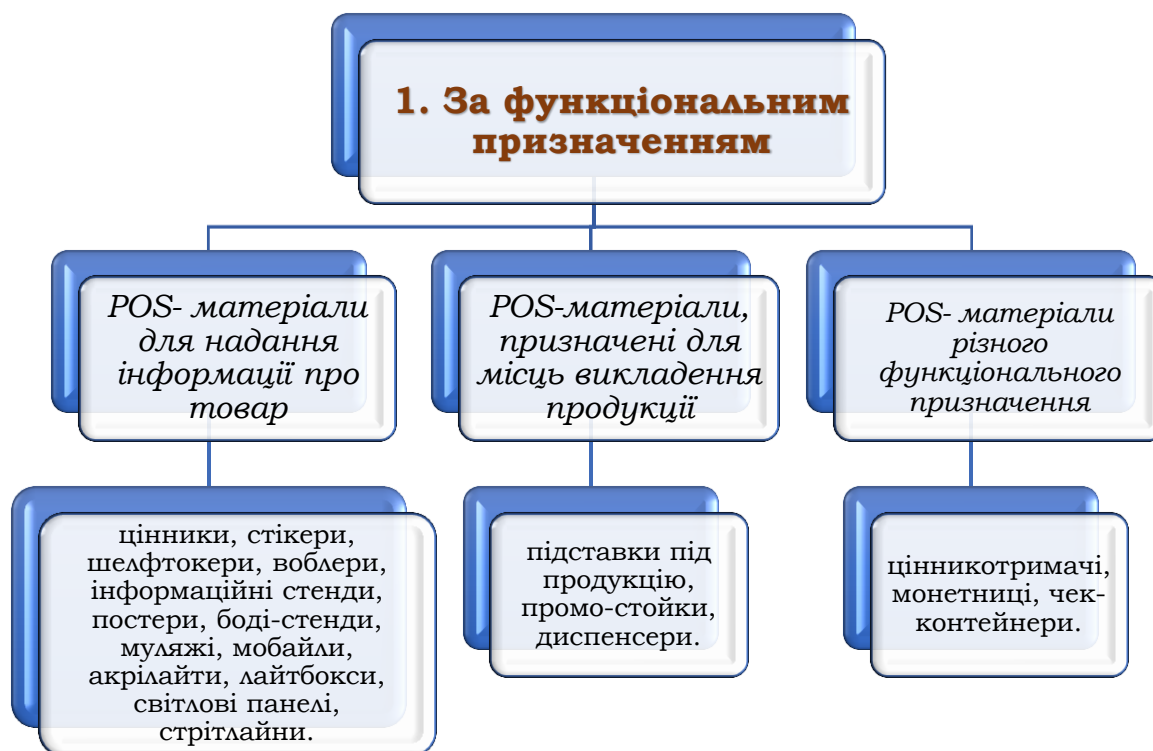 1. За функціональним
призначенням
POS- матеріали
для надання
інформації про
товар
POS-матеріали,
призначені для
місць викладення
продукції
POS- матеріали
різного
функціонального
призначення
цінники, стікери,
шелфтокери, воблери,
інформаційні стенди,
постери, боді-стенди,
муляжі, мобайли,
акрілайти, лайтбокси,
світлові панелі,
стрітлайни.
підставки під
продукцію,
промо-стойки,
диспенсери.
цінникотримачі,
монетниці, чек-
контейнери.